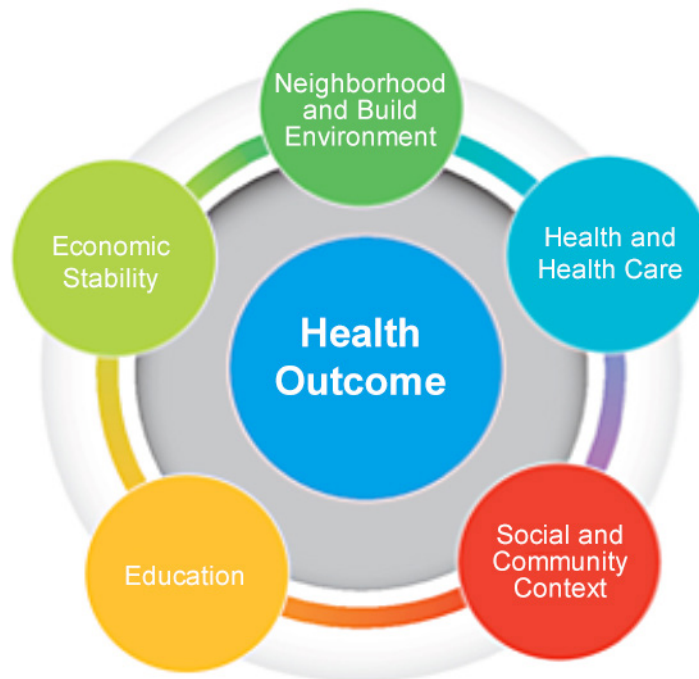 Neighborhood
and Build
Environment
Economic
Stability
Health and
Health Care
Health
Outcome
Education
Social and
Community
Context